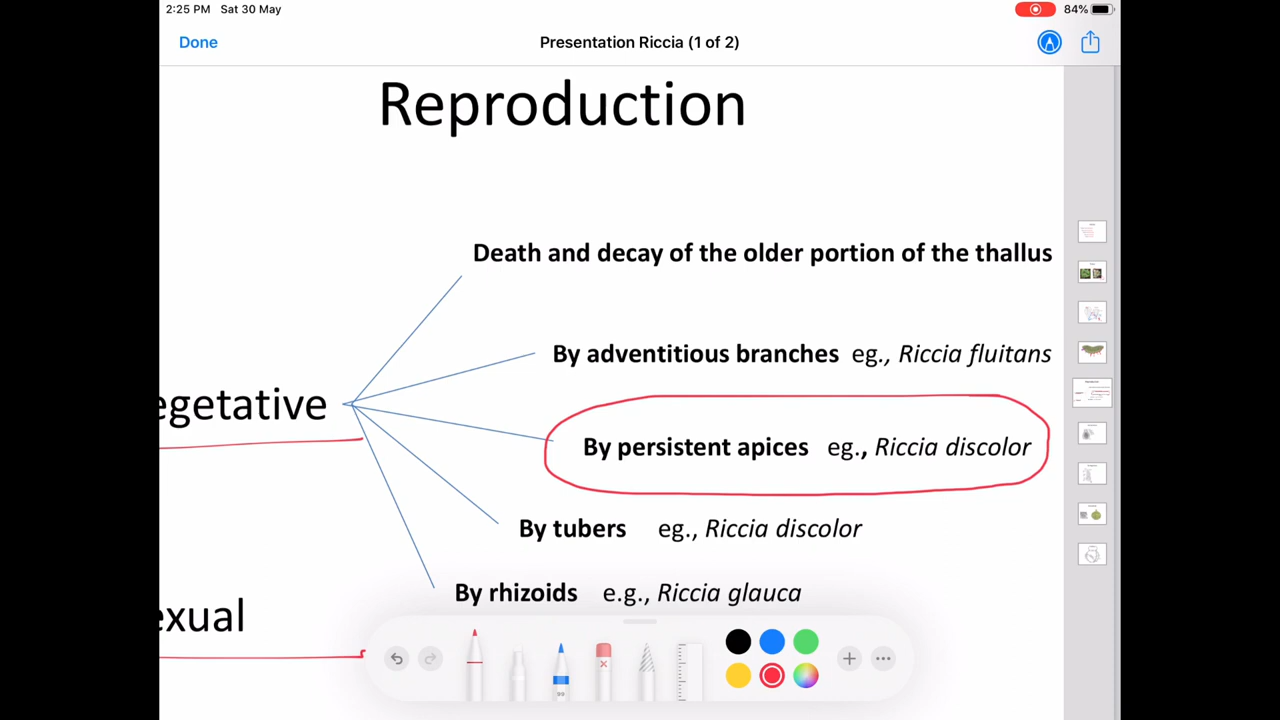 2:25 PM Sat 30 May 84%
Done Presentation Riccia (1 of 2)
Reproduction
Death and decay of the older portion of the thallus
By adventitious branches eg., Riccia fluitans
egetative
By persistent apices eg., Riccia discolor
By tubers eg., Riccia discolor
By rhizoids e.g., Riccia glauca
exual